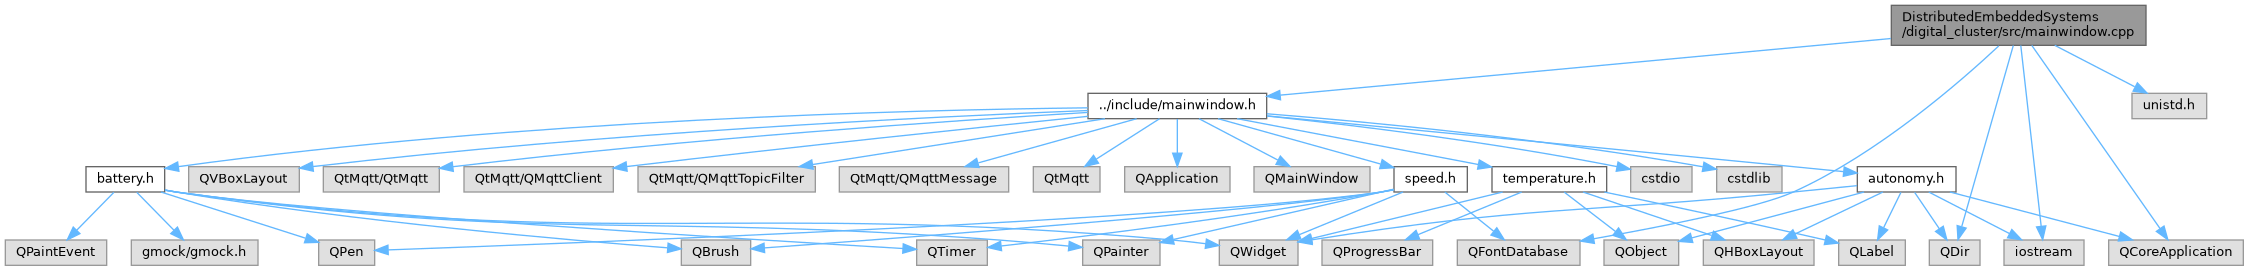 DistributedEmbeddedSystems
/digital_cluster/src/mainwindow.cpp
../include/mainwindow.h
unistd.h
battery.h
QVBoxLayout
QtMqtt/QtMqtt
QtMqtt/QMqttClient
QtMqtt/QMqttTopicFilter
QtMqtt/QMqttMessage
QtMqtt
QApplication
QMainWindow
speed.h
temperature.h
cstdio
cstdlib
autonomy.h
QPaintEvent
gmock/gmock.h
QPen
QBrush
QTimer
QPainter
QWidget
QProgressBar
QFontDatabase
QObject
QHBoxLayout
QLabel
QDir
iostream
QCoreApplication